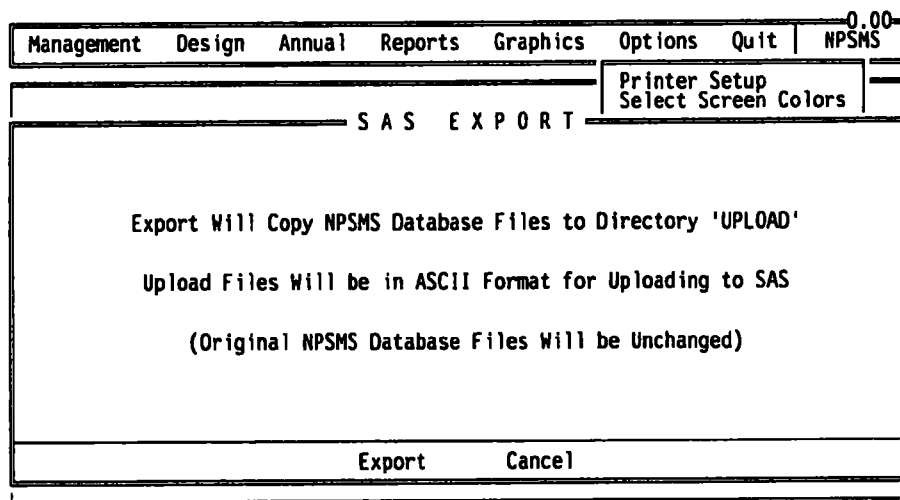 0.00
Management Design Annual Reports Graphics Options Quit NPSMS
Printer Setup
Select Screen Colors
SAS EXPORT
Export Will Copy NPSMS Database Files to Directory 'UPLOAD'
Upload Files Will be in ASCII Format for Uploading to SAS
(Original NPSMS Database Files Will be Unchanged)
Export Cancel